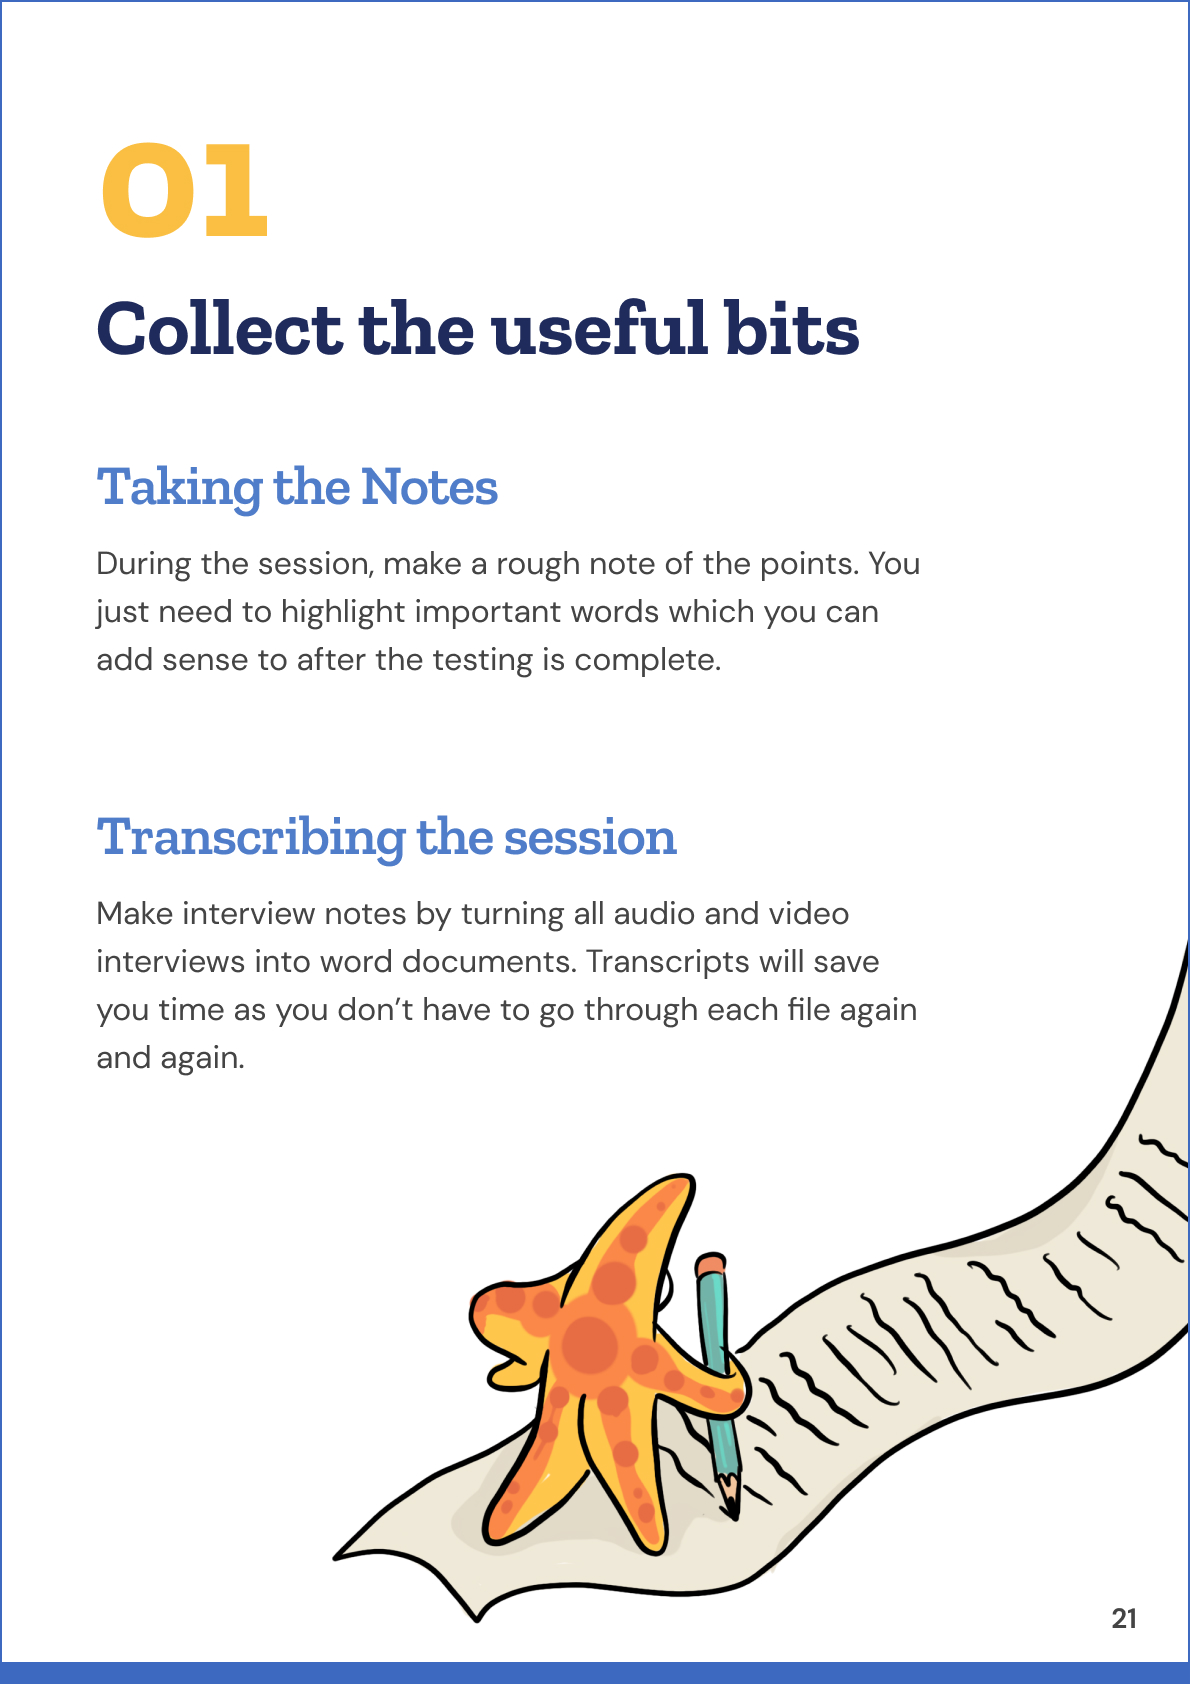 01
Collect the useful bits
Taking the Notes
During the session, make a rough note of the points. You
just need to highlight important words which you can
add sense to after the testing is complete.
Transcribing the session
Make interview notes by turning all audio and video
interviews into word documents. Transcripts will save
you time as you don’t have to go through each file again
and again.
21